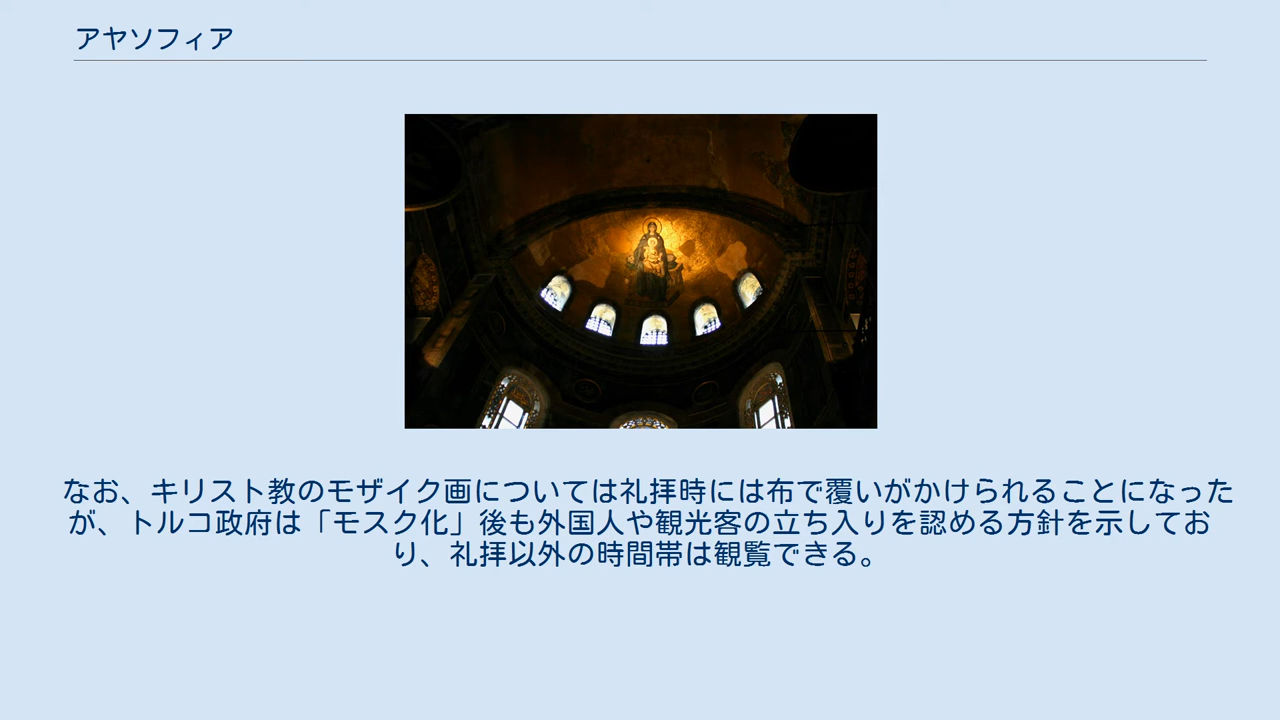 アヤソフィア
なお、キリスト教のモザイク画については礼拝時には布で覆いがかけられることになった
が、トルコ政府は「モスク化」後も外国人や観光客の立ち入りを認める方針を示してお
り、礼拝以外の時間帯は観覧できる。